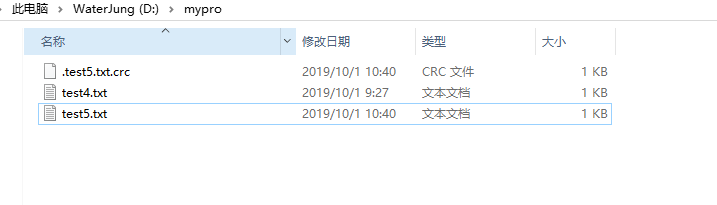 此电脑 > WaterJung (D:) > mypro
名称 修改日期 类型 大小
.test5.txt.crc 2019/10/1 10:40 CRC 文件 1 KB
test4.txt 2019/10/1 9:27 文本文档 1 KB
test5.txt 2019/10/1 10:40 文本文档 1 KB